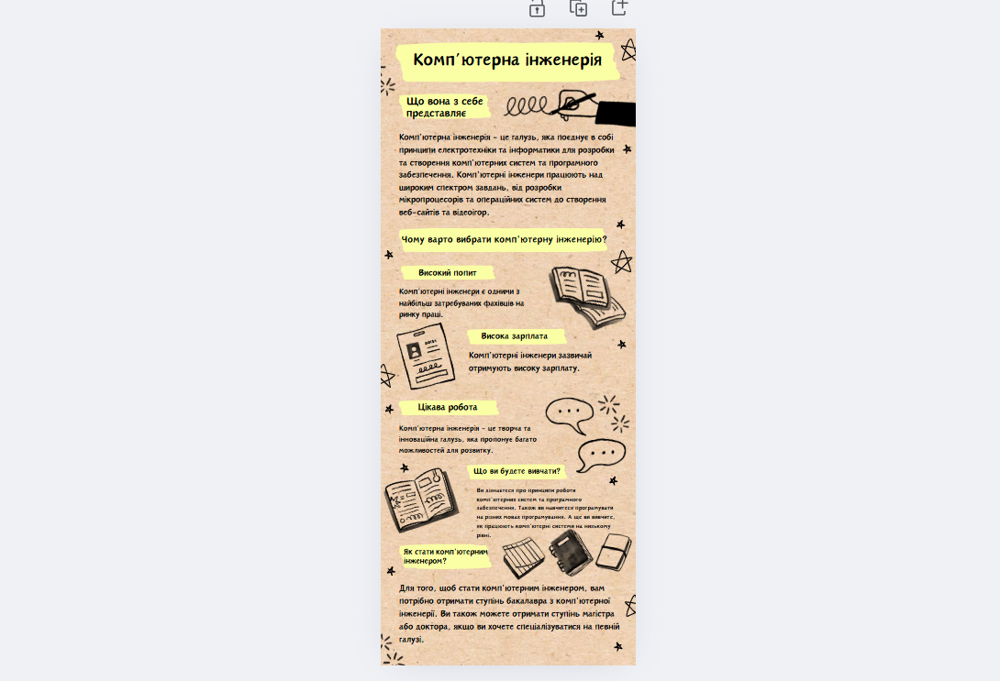 Комп'ютерна інженерія
Що вона з себе
представляє
Комп'ютерна інженерія - це галузь, яка поєднує в собі
принципи електротехніки та інформатики для розробки
та створення комп'ютерних систем та програмного
забезпечення. Комп'ютерні інженери працюють над
широким спектром завдань, від розробки
мікропроцесорів та операційних систем до створення
веб-сайтів та відеоігор.
Чому варто вибрати комп'ютерну інженерію?
Високий попит
Комп'ютерні інженери є одними з
найбільш затребуваних фахівців на
ринку праці.
Висока зарплата
Комп'ютерні інженери зазвичай
отримують високу зарплату.
Цікава робота
Комп'ютерна інженерія - це творча та
інноваційна галузь, яка пропонує багато
можливостей для розвитку.
Що ви будете вивчати?
Ви дізнаєтеся про принципи роботи
комп'ютерних систем та програмного
забезпечення. Також ви навчитеся програмувати
на різних мовах програмування. А ще ви вивчите,
як працюють комп'ютерні системи на низькому
рівні.
Як стати комп'ютерним
інженером?
Для того, щоб стати комп'ютерним інженером, вам
потрібно отримати ступінь бакалавра з комп'ютерної
інженерії. Ви також можете отримати ступінь магістра
або доктора, якщо ви хочете спеціалізуватися на певній
галузі.